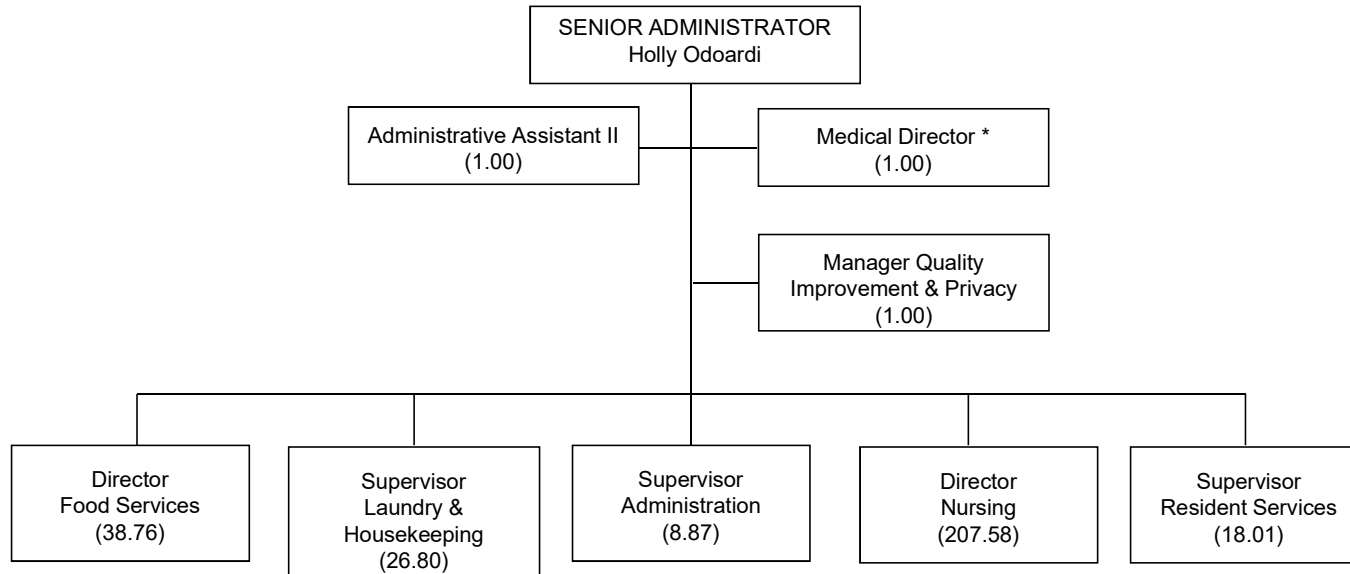 SENIOR ADMINISTRATOR
Holly Odoardi
Administrative Assistant II
(1.00)
Medical Director *
(1.00)
Manager Quality
Improvement & Privacy
(1.00)
Director
Food Services
(38.76)
Supervisor
Laundry &
Housekeeping
(26.80)
Supervisor
Administration
(8.87)
Director
Nursing
(207.58)
Supervisor
Resident Services
(18.01)